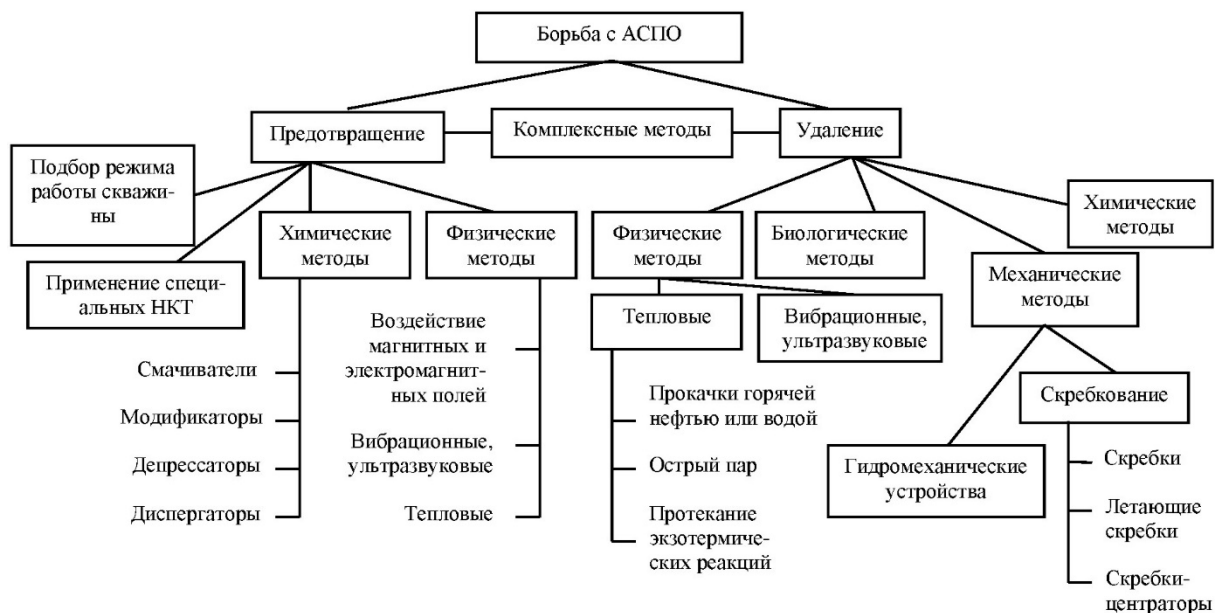 Борьба с АСПО
Предотвращение
Комплексные методы
Удаление
Подбор режима
работы скважи-
ны
Применение специ-
альных НКТ
Химические
методы
Физические
методы
Физические
методы
Биологические
методы
Механические
методы
Химические
методы
Смачиватели
Модификаторы
Депрессаторы
Диспергаторы
Воздействие
магнитных и
электромагнит-
ных полей
Вибрационные,
ультразвуковые
Тепловые
Тепловые
Вибрационные,
ультразвуковые
Прокачки горячей
нефтью или водой
Острый пар
Протекание
экзотермиче-
ских реакций
Гидромеханические
устройства
Скребкование
Скребки
Летающие
скребки
Скребки-
центраторы